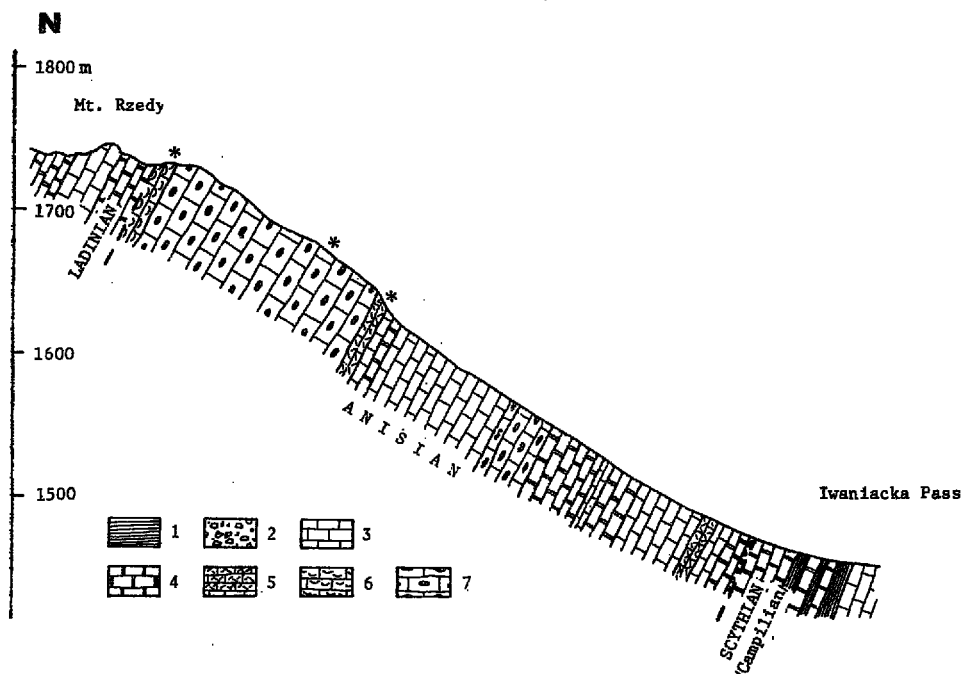 N
1800 m
Mt. Rzedy
1700
LADINIAN
1600
ANISIAN
1500
Iwaniacka Pass
1 2 3
4 5 6 7
SCYTHIAN
"Campilian"